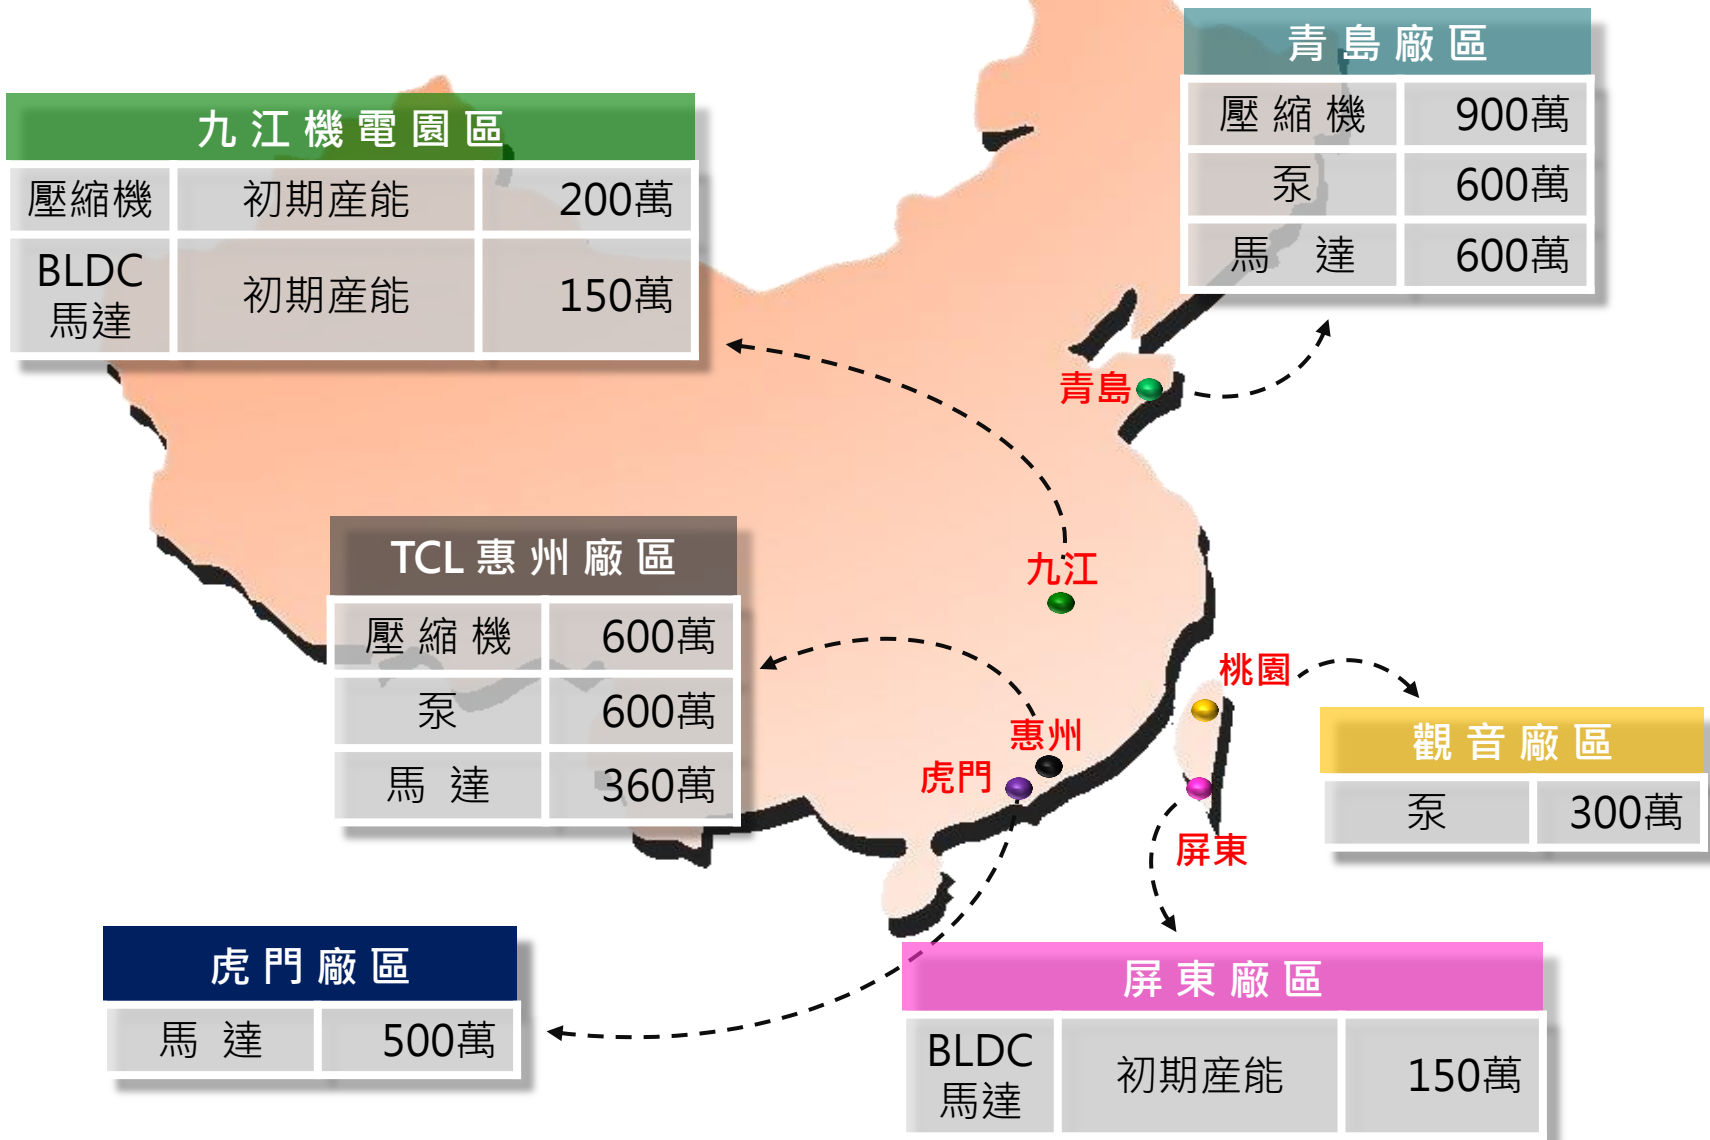 青島廠區
壓縮機 900萬
泵 600萬
馬達 600萬
九江機電園區
壓縮機 初期産能 200萬
BLDC
馬達 初期産能 150萬
青島
九江
TCL惠州廠區
壓縮機 600萬
泵 600萬
馬達 360萬
桃園
惠州
虎門
屏東
觀音廠區
泵 300萬
虎門廠區
馬達 500萬
屏東廠區
BLDC
馬達 初期産能 150萬